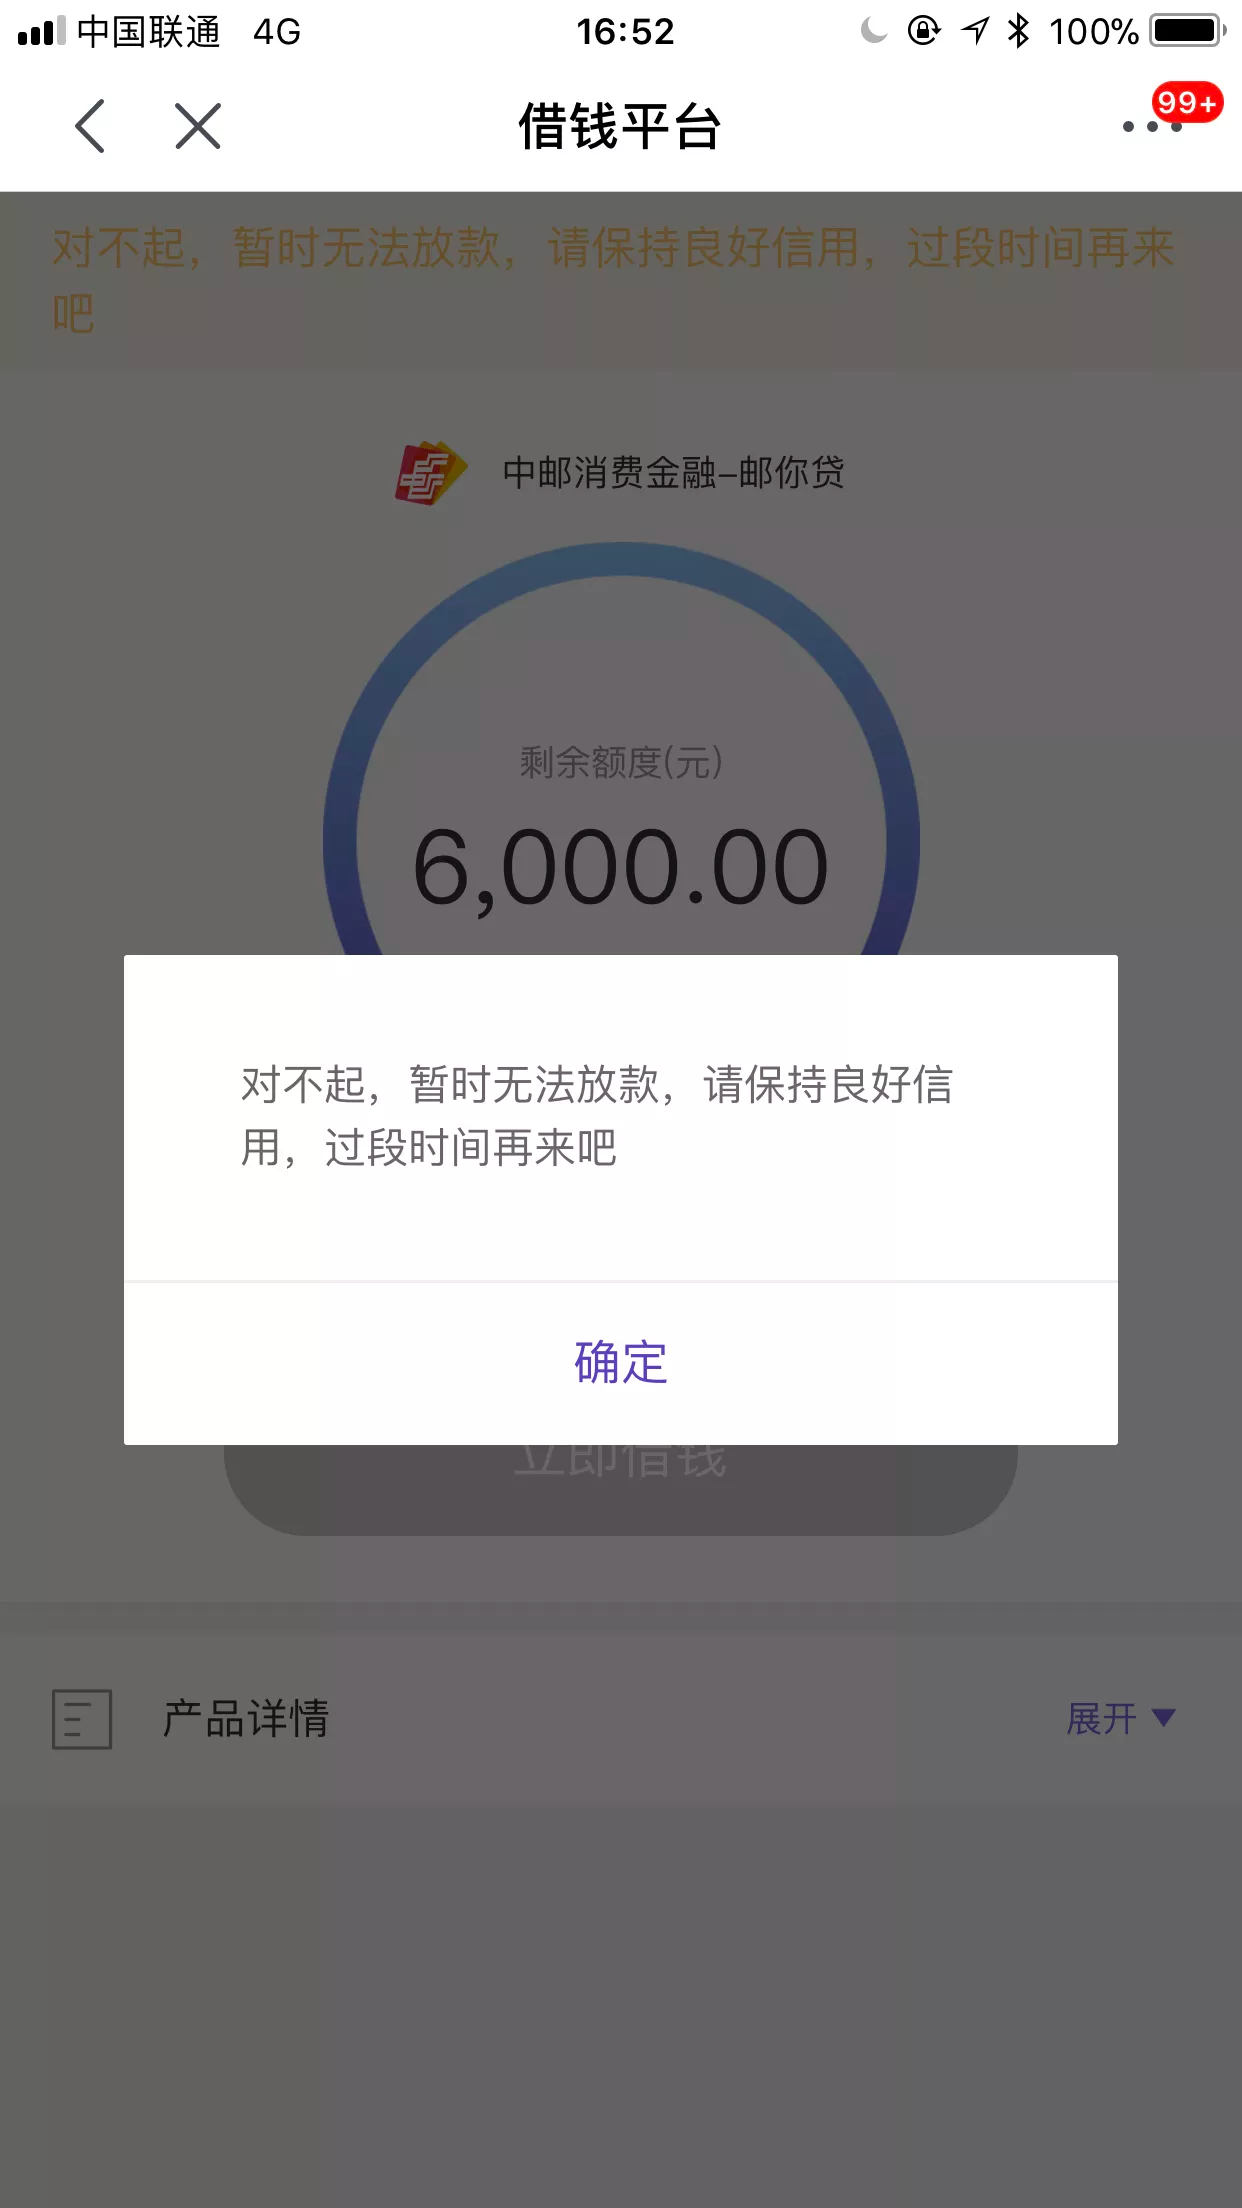 中国联通 4G 16:52 100%
借钱平台 99+
对不起，暂时无法放款，请保持良好信用，过段时间再来
吧
中邮消费金融-邮你贷
剩余额度(元)
6,000.00
对不起，暂时无法放款，请保持良好信
用，过段时间再来吧
确定
立即借钱
产品详情 展开